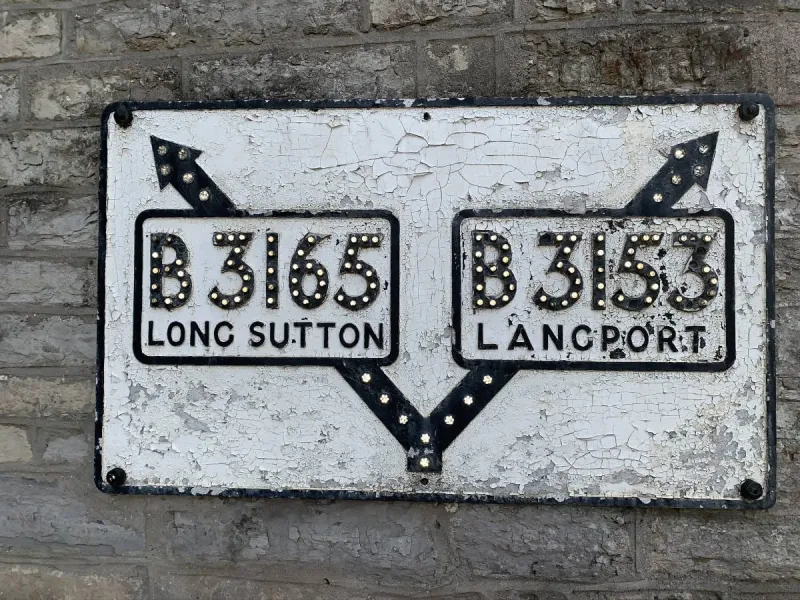 B 3165
LONG SUTTON
B 3153
LANGPORT